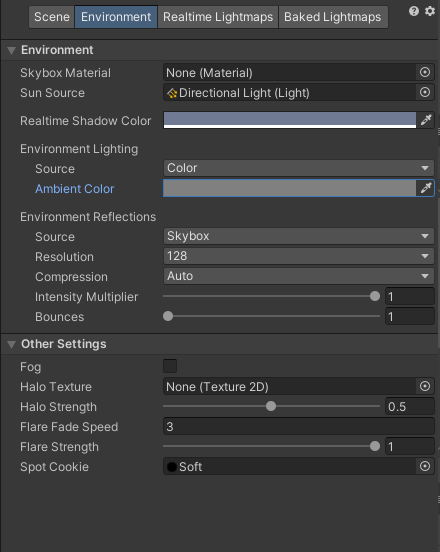 Scene Environment Realtime Lightmaps Baked Lightmaps
Environment
Skybox Material None (Material)
Sun Source Directional Light (Light)
Realtime Shadow Color
Environment Lighting
Source Color
Ambient Color
Environment Reflections
Source Skybox
Resolution 128
Compression Auto
Intensity Multiplier 1
Bounces 1
Other Settings
Fog
Halo Texture None (Texture 2D)
Halo Strength 0.5
Flare Fade Speed 3
Flare Strength 1
Spot Cookie Soft